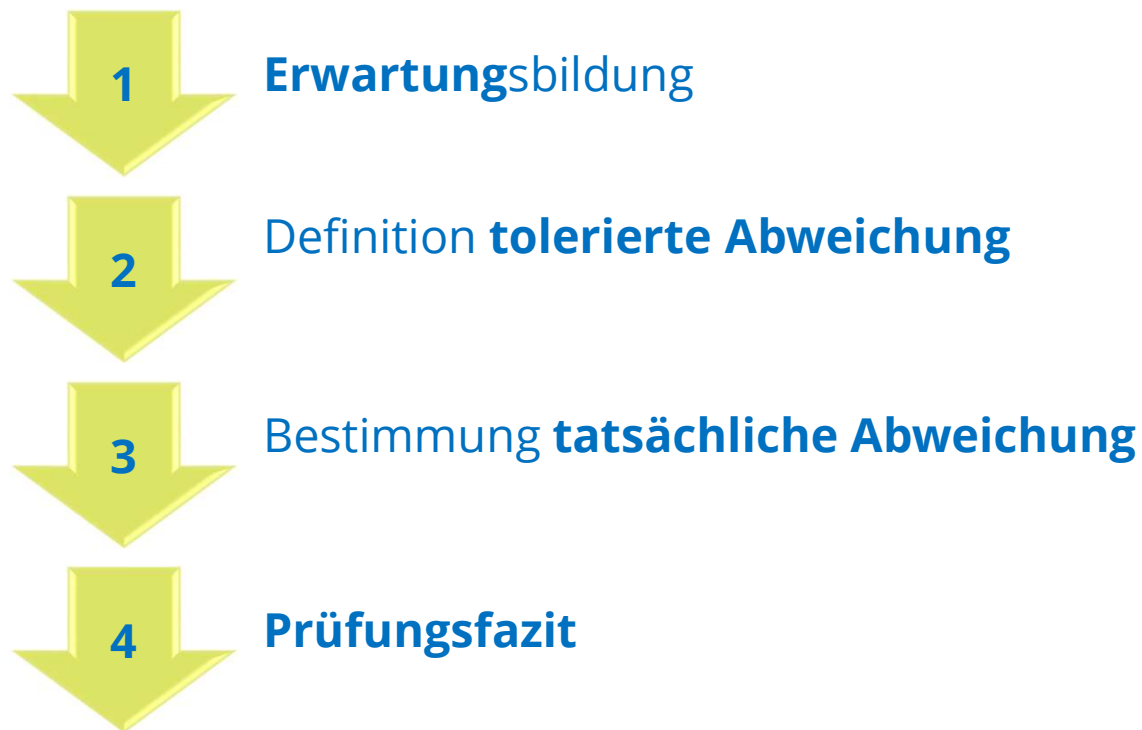 1 Erwartungsbildung
2 Definition tolerierte Abweichung
3 Bestimmung tatsächliche Abweichung
4 Prüfungsfazit